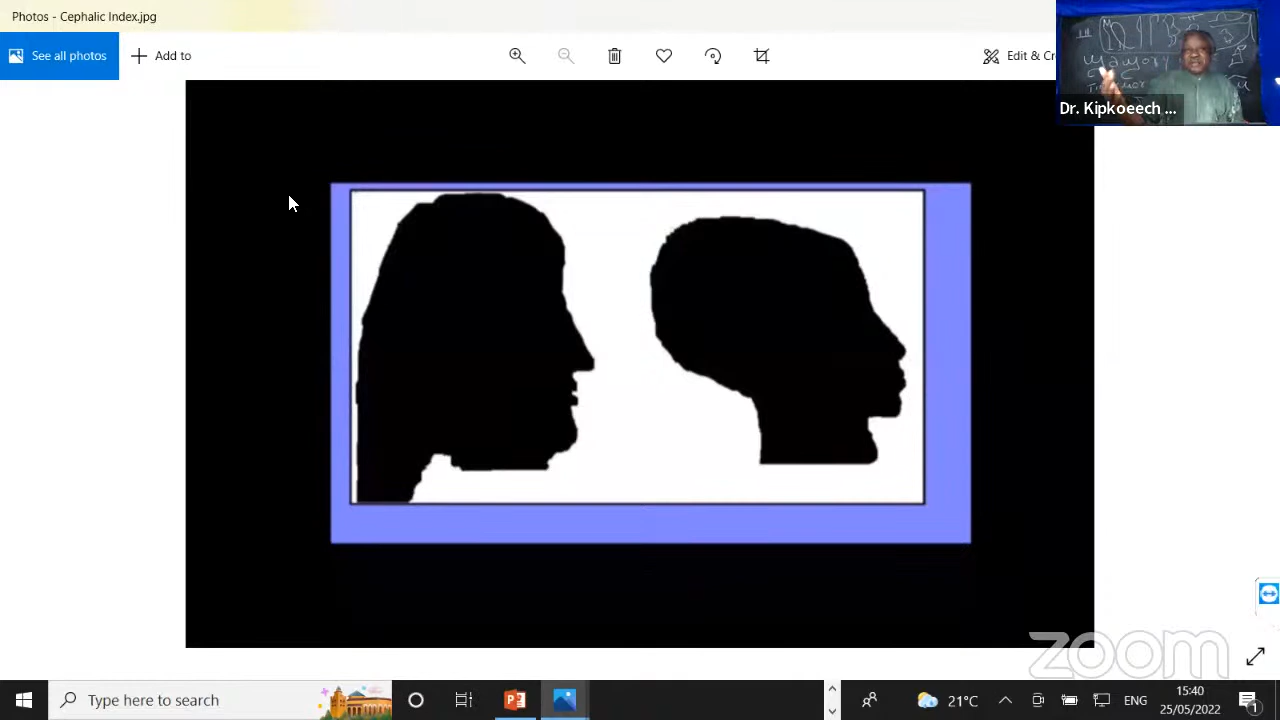 Photos - Cephalic Index.jpg
See all photos
Add to
Edit & Cr
Dr. Kipkoeech ...
zoom
Type here to search
21°C
ENG
15:40
25/05/2022
1